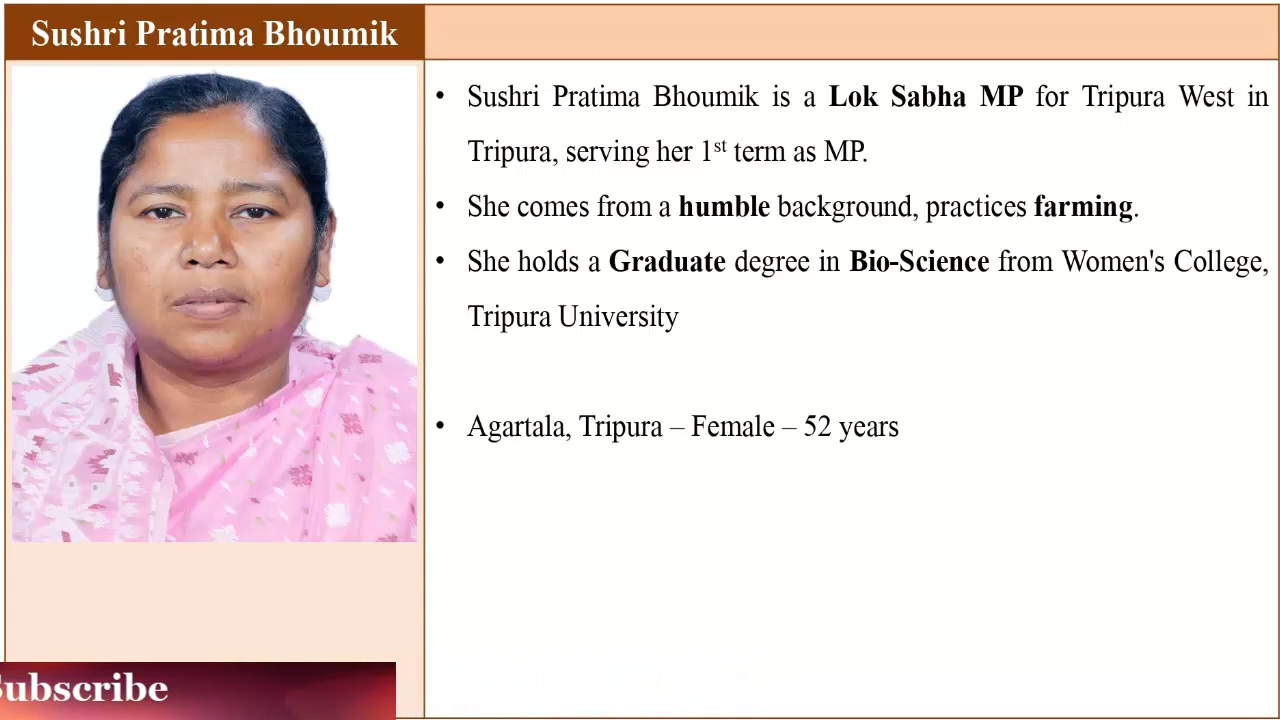 Sushri Pratima Bhoumik
• Sushri Pratima Bhoumik is a Lok Sabha MP for Tripura West in
Tripura, serving her 1st term as MP.
• She comes from a humble background, practices farming.
• She holds a Graduate degree in Bio-Science from Women's College,
Tripura University
• Agartala, Tripura – Female – 52 years
Subscribe